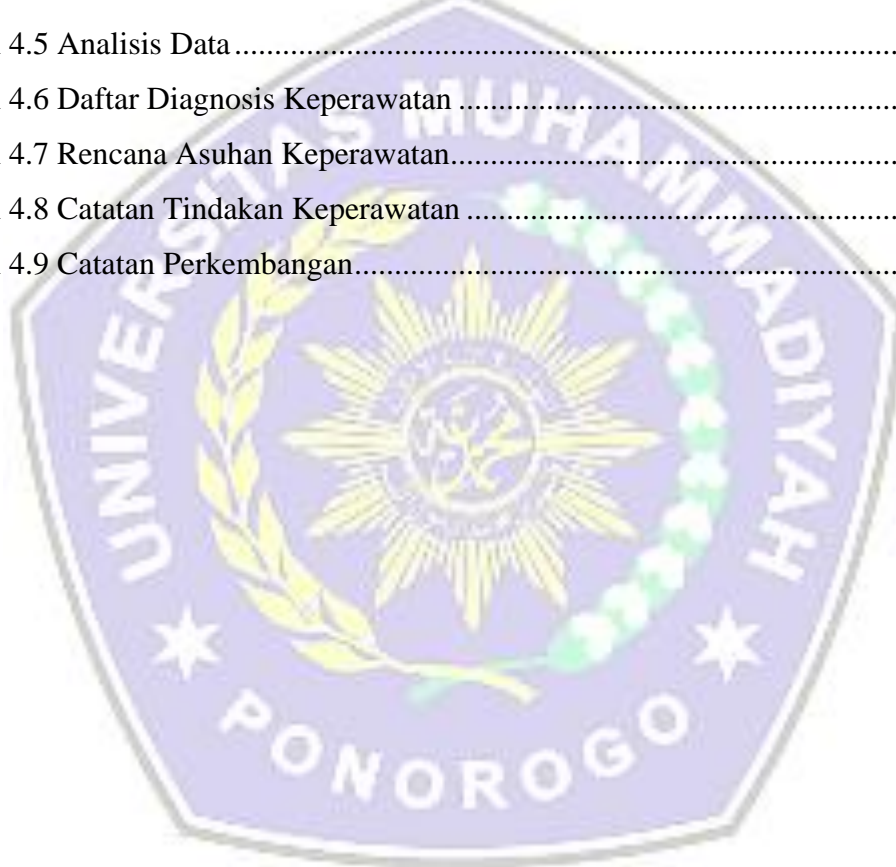 4.5 Analisis Data........................................................................................
4.6 Daftar Diagnosis Keperawatan ............................................................
4.7 Rencana Asuhan Keperawatan.............................................................
4.8 Catatan Tindakan Keperawatan ...........................................................
4.9 Catatan Perkembangan.........................................................................
UNIVERSITAS MUHAMMADIYAH
PONOROGO